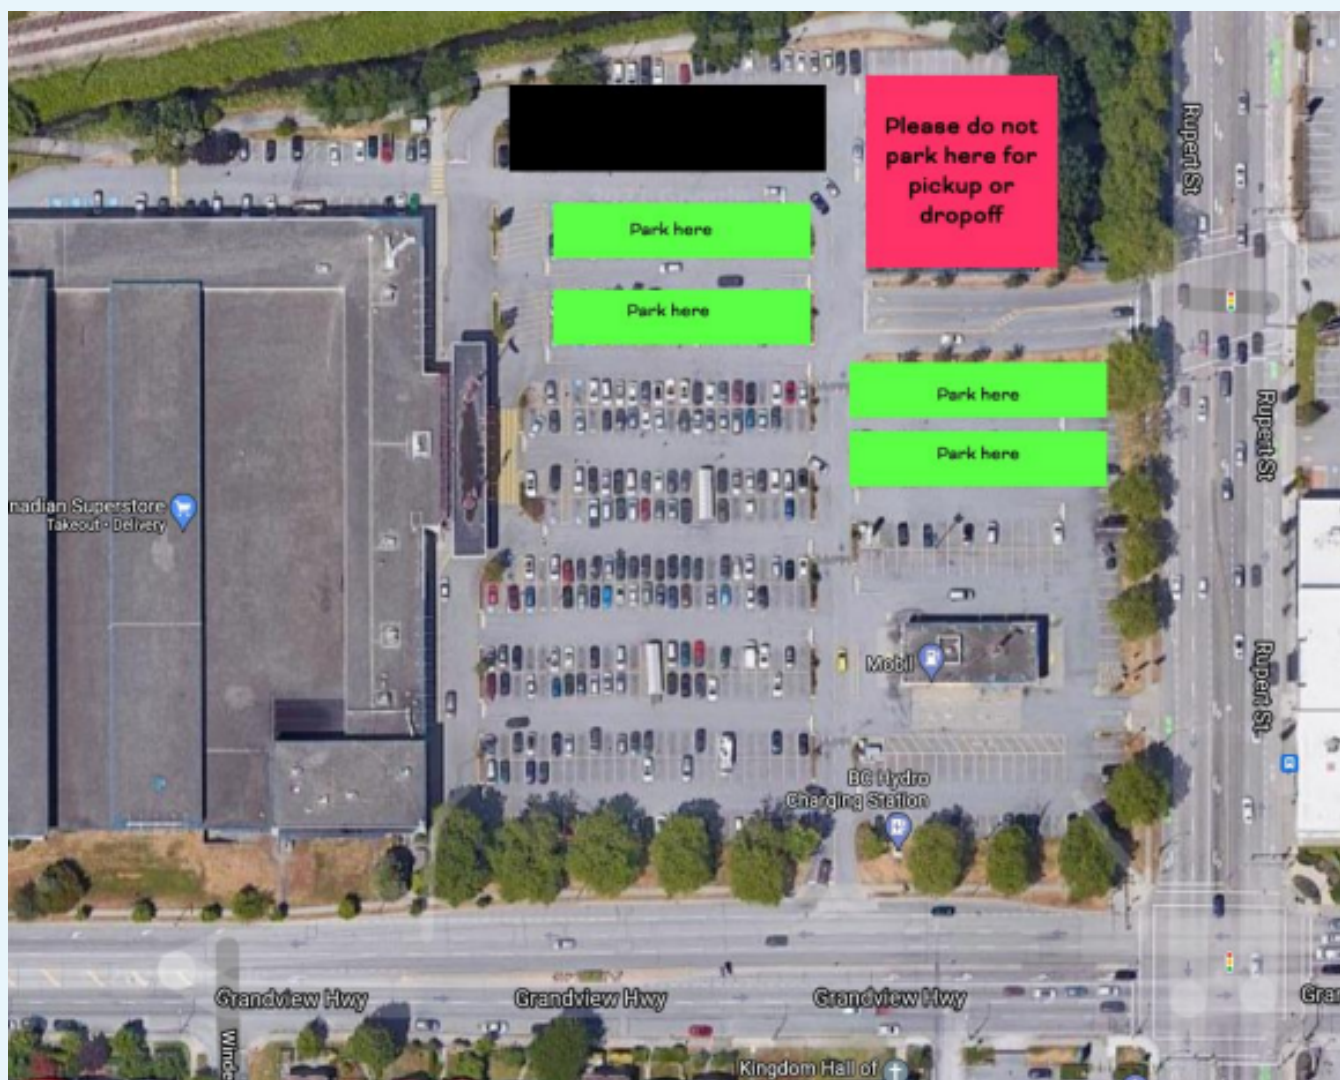 Please do not
park here for
pickup or
dropoff
Rupert St
Park here
Park here
Park here
Rupert St
Park here
nadian Superstore
Takeout • Delivery
Mobil
Rupert St
BC Hydro
Charging Station
Grandview Hwy
Grandview Hwy
Grandview Hwy
Gran
Winde
Kingdom Hall of